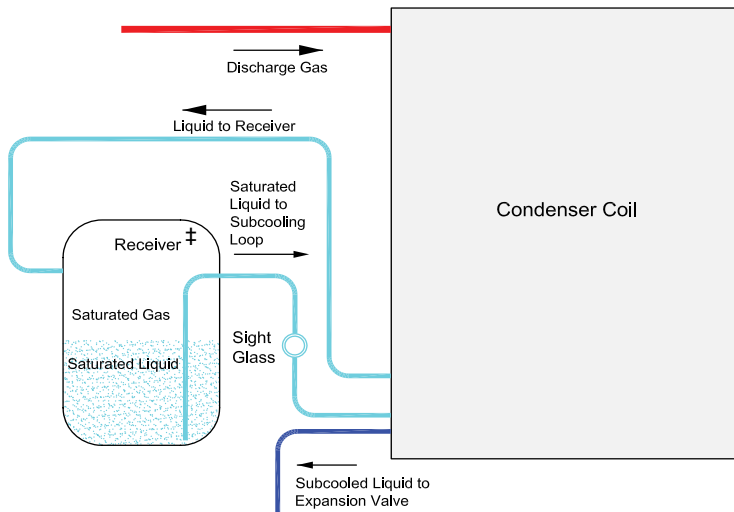 Discharge Gas
Liquid to Receiver
Saturated
Liquid to
Subcooling
Loop
Condenser Coil
Receiver ‡
Saturated Gas
Sight
Glass
Saturated Liquid
Subcooled Liquid to
Expansion Valve